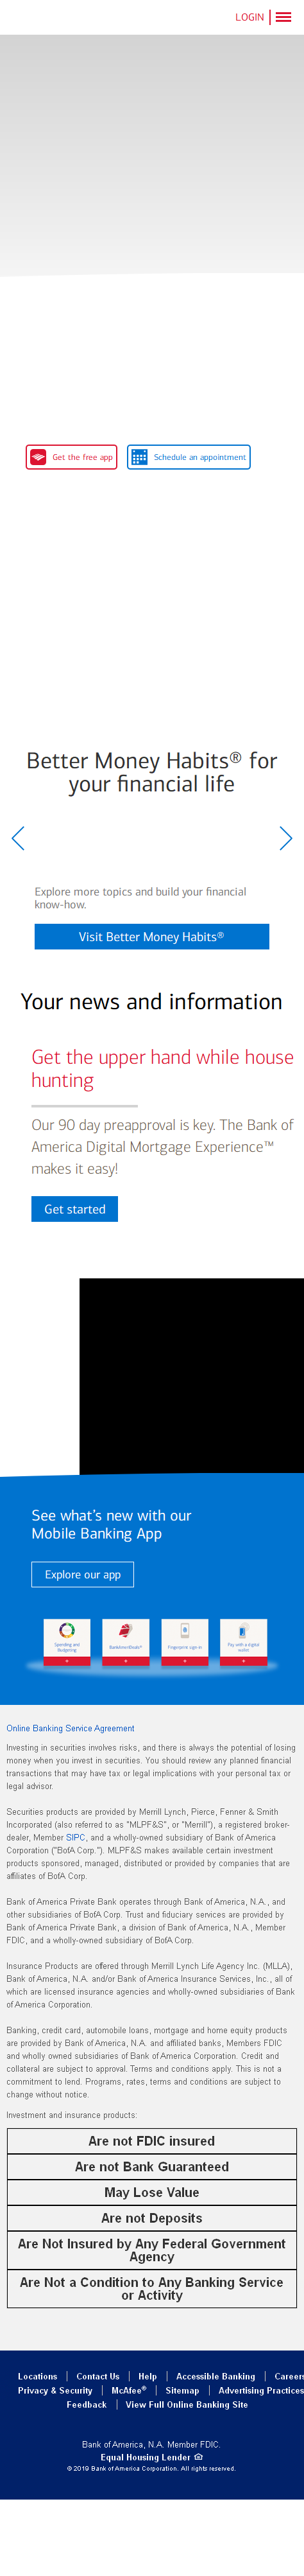 LOGIN
Get the free app
Schedule an appointment
Better Money Habits® for
your financial life
Explore more topics and build your financial
know-how.
Visit Better Money Habits®
Your news and information
Get the upper hand while house
hunting
Our 90 day preapproval is key. The Bank of
America Digital Mortgage Experience™
makes it easy!
Get started
See what's new with our
Mobile Banking App
Explore our app
Spending and budgeting
BankAmeriDeals®
Fingerprint sign-in
Pay with a digital wallet
Online Banking Service Agreement
Investing in securities involves risks, and there is always the potential of losing
money when you invest in securities. You should review any planned financial
transactions that may have tax or legal implications with your personal tax or
legal advisor.
Securities products are provided by Merrill Lynch, Pierce, Fenner & Smith
Incorporated (also referred to as "MLPF&S", or "Merrill"), a registered broker-
dealer, Member SIPC, and a wholly-owned subsidiary of Bank of America
Corporation ("BofA Corp."). MLPF&S makes available certain investment
products sponsored, managed, distributed or provided by companies that are
affiliates of BofA Corp.
Bank of America Private Bank operates through Bank of America, N.A., and
other subsidiaries of BofA Corp. Trust and fiduciary services are provided by
Bank of America Private Bank, a division of Bank of America, N.A., Member
FDIC, and a wholly-owned subsidiary of BofA Corp.
Insurance Products are offered through Merrill Lynch Life Agency Inc. (MLLA),
Bank of America, N.A. and/or Bank of America Insurance Services, Inc., all of
which are licensed insurance agencies and wholly-owned subsidiaries of Bank
of America Corporation.
Banking, credit card, automobile loans, mortgage and home equity products
are provided by Bank of America, N.A. and affiliated banks, Members FDIC
and wholly owned subsidiaries of Bank of America Corporation. Credit and
collateral are subject to approval. Terms and conditions apply. This is not a
commitment to lend. Programs, rates, terms and conditions are subject to
change without notice.
Investment and insurance products:
Are not FDIC insured
Are not Bank Guaranteed
May Lose Value
Are not Deposits
Are Not Insured by Any Federal Government
Agency
Are Not a Condition to Any Banking Service
or Activity
Locations Contact Us Help Accessible Banking Careers
Privacy & Security McAfee® Sitemap Advertising Practices
Feedback View Full Online Banking Site
Bank of America, N.A. Member FDIC.
Equal Housing Lender
© 2019 Bank of America Corporation. All rights reserved.